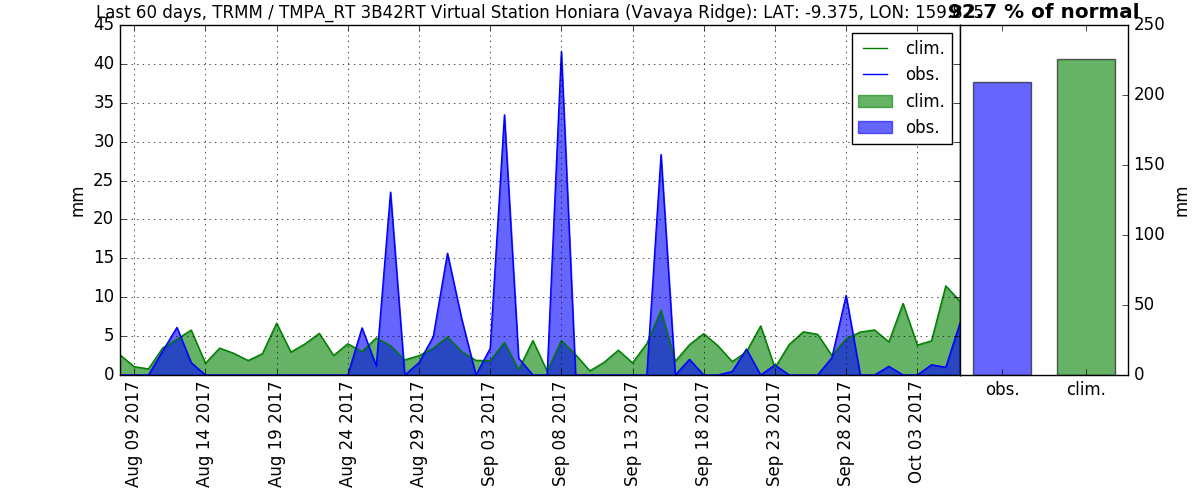 Last 60 days, TRMM / TMPA_RT 3B42RT Virtual Station Honiara (Vavaya Ridge): LAT: -9.375, LON:
92.7 % of normal
45
40
35
30
25
20
15
10
5
0
mm
clim.
obs.
clim.
obs.
250
200
150
100
50
0
mm
obs.
clim.
Aug 09 2017
Aug 14 2017
Aug 19 2017
Aug 24 2017
Aug 29 2017
Sep 03 2017
Sep 08 2017
Sep 13 2017
Sep 18 2017
Sep 23 2017
Sep 28 2017
Oct 03 2017